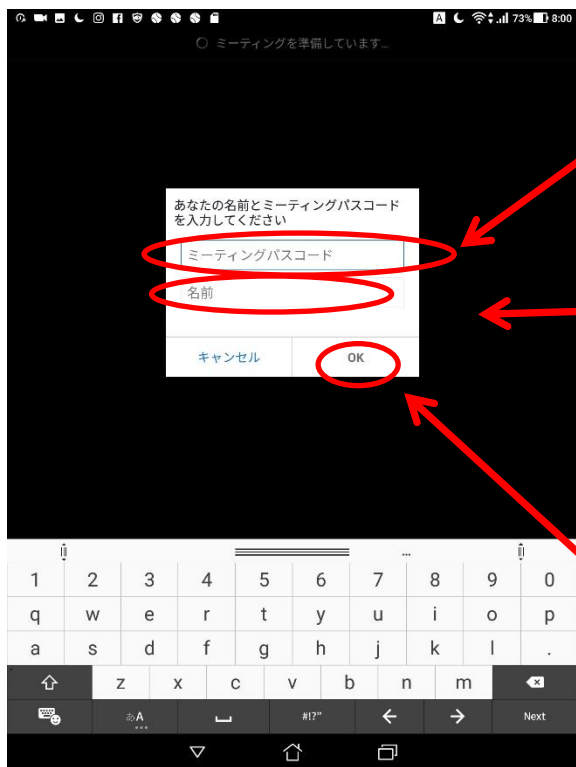 A 73% 8:00
ミーティングを準備しています...
あなたの名前とミーティングパスコード
を入力してください
ミーティングパスコード
名前
キャンセル OK
...
1 2 3 4 5 6 7 8 9 0
q w e r t y u i o p
a s d f g h j k l .
z x c v b n m
あA #!?" Next
...